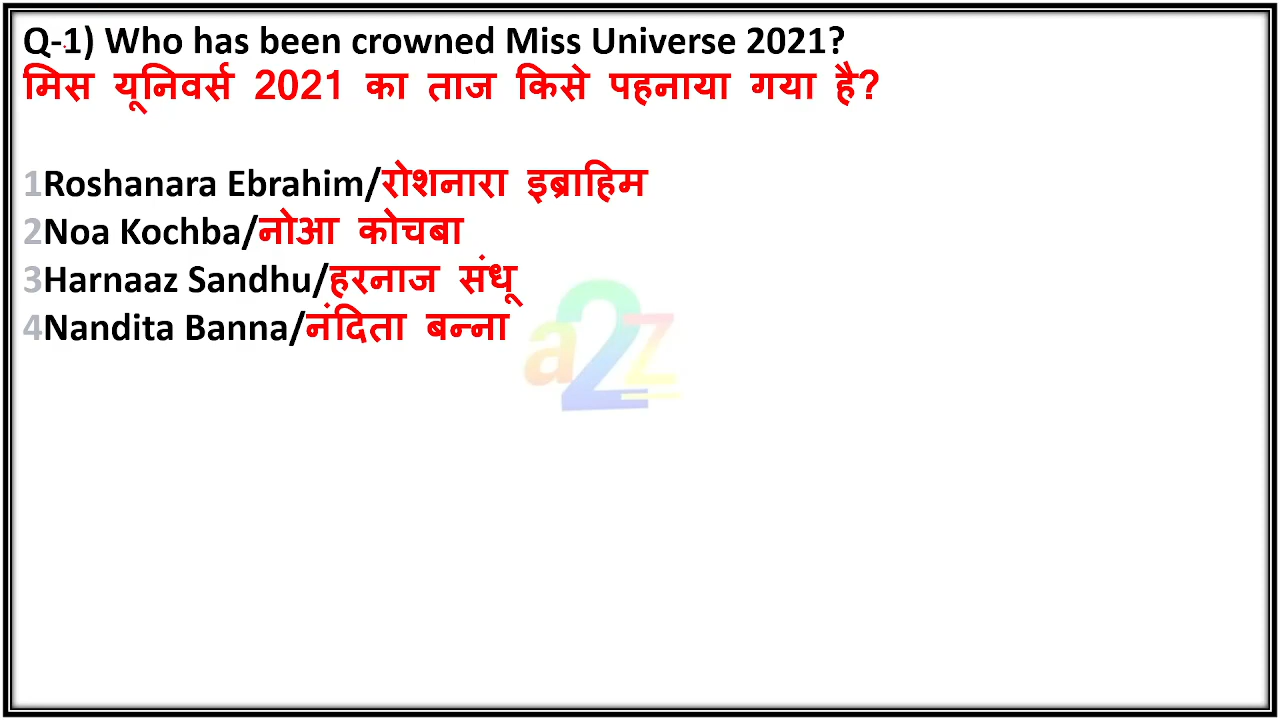 Q-1) Who has been crowned Miss Universe 2021?
मिस यूनिवर्स 2021 का ताज किसे पहनाया गया है?
1Roshanara Ebrahim/रोशनारा इब्राहिम
2Noa Kochba/नोआ कोचबा
3Harnaaz Sandhu/हरनाज संधू
4Nandita Banna/नंदिता बन्ना
a2z